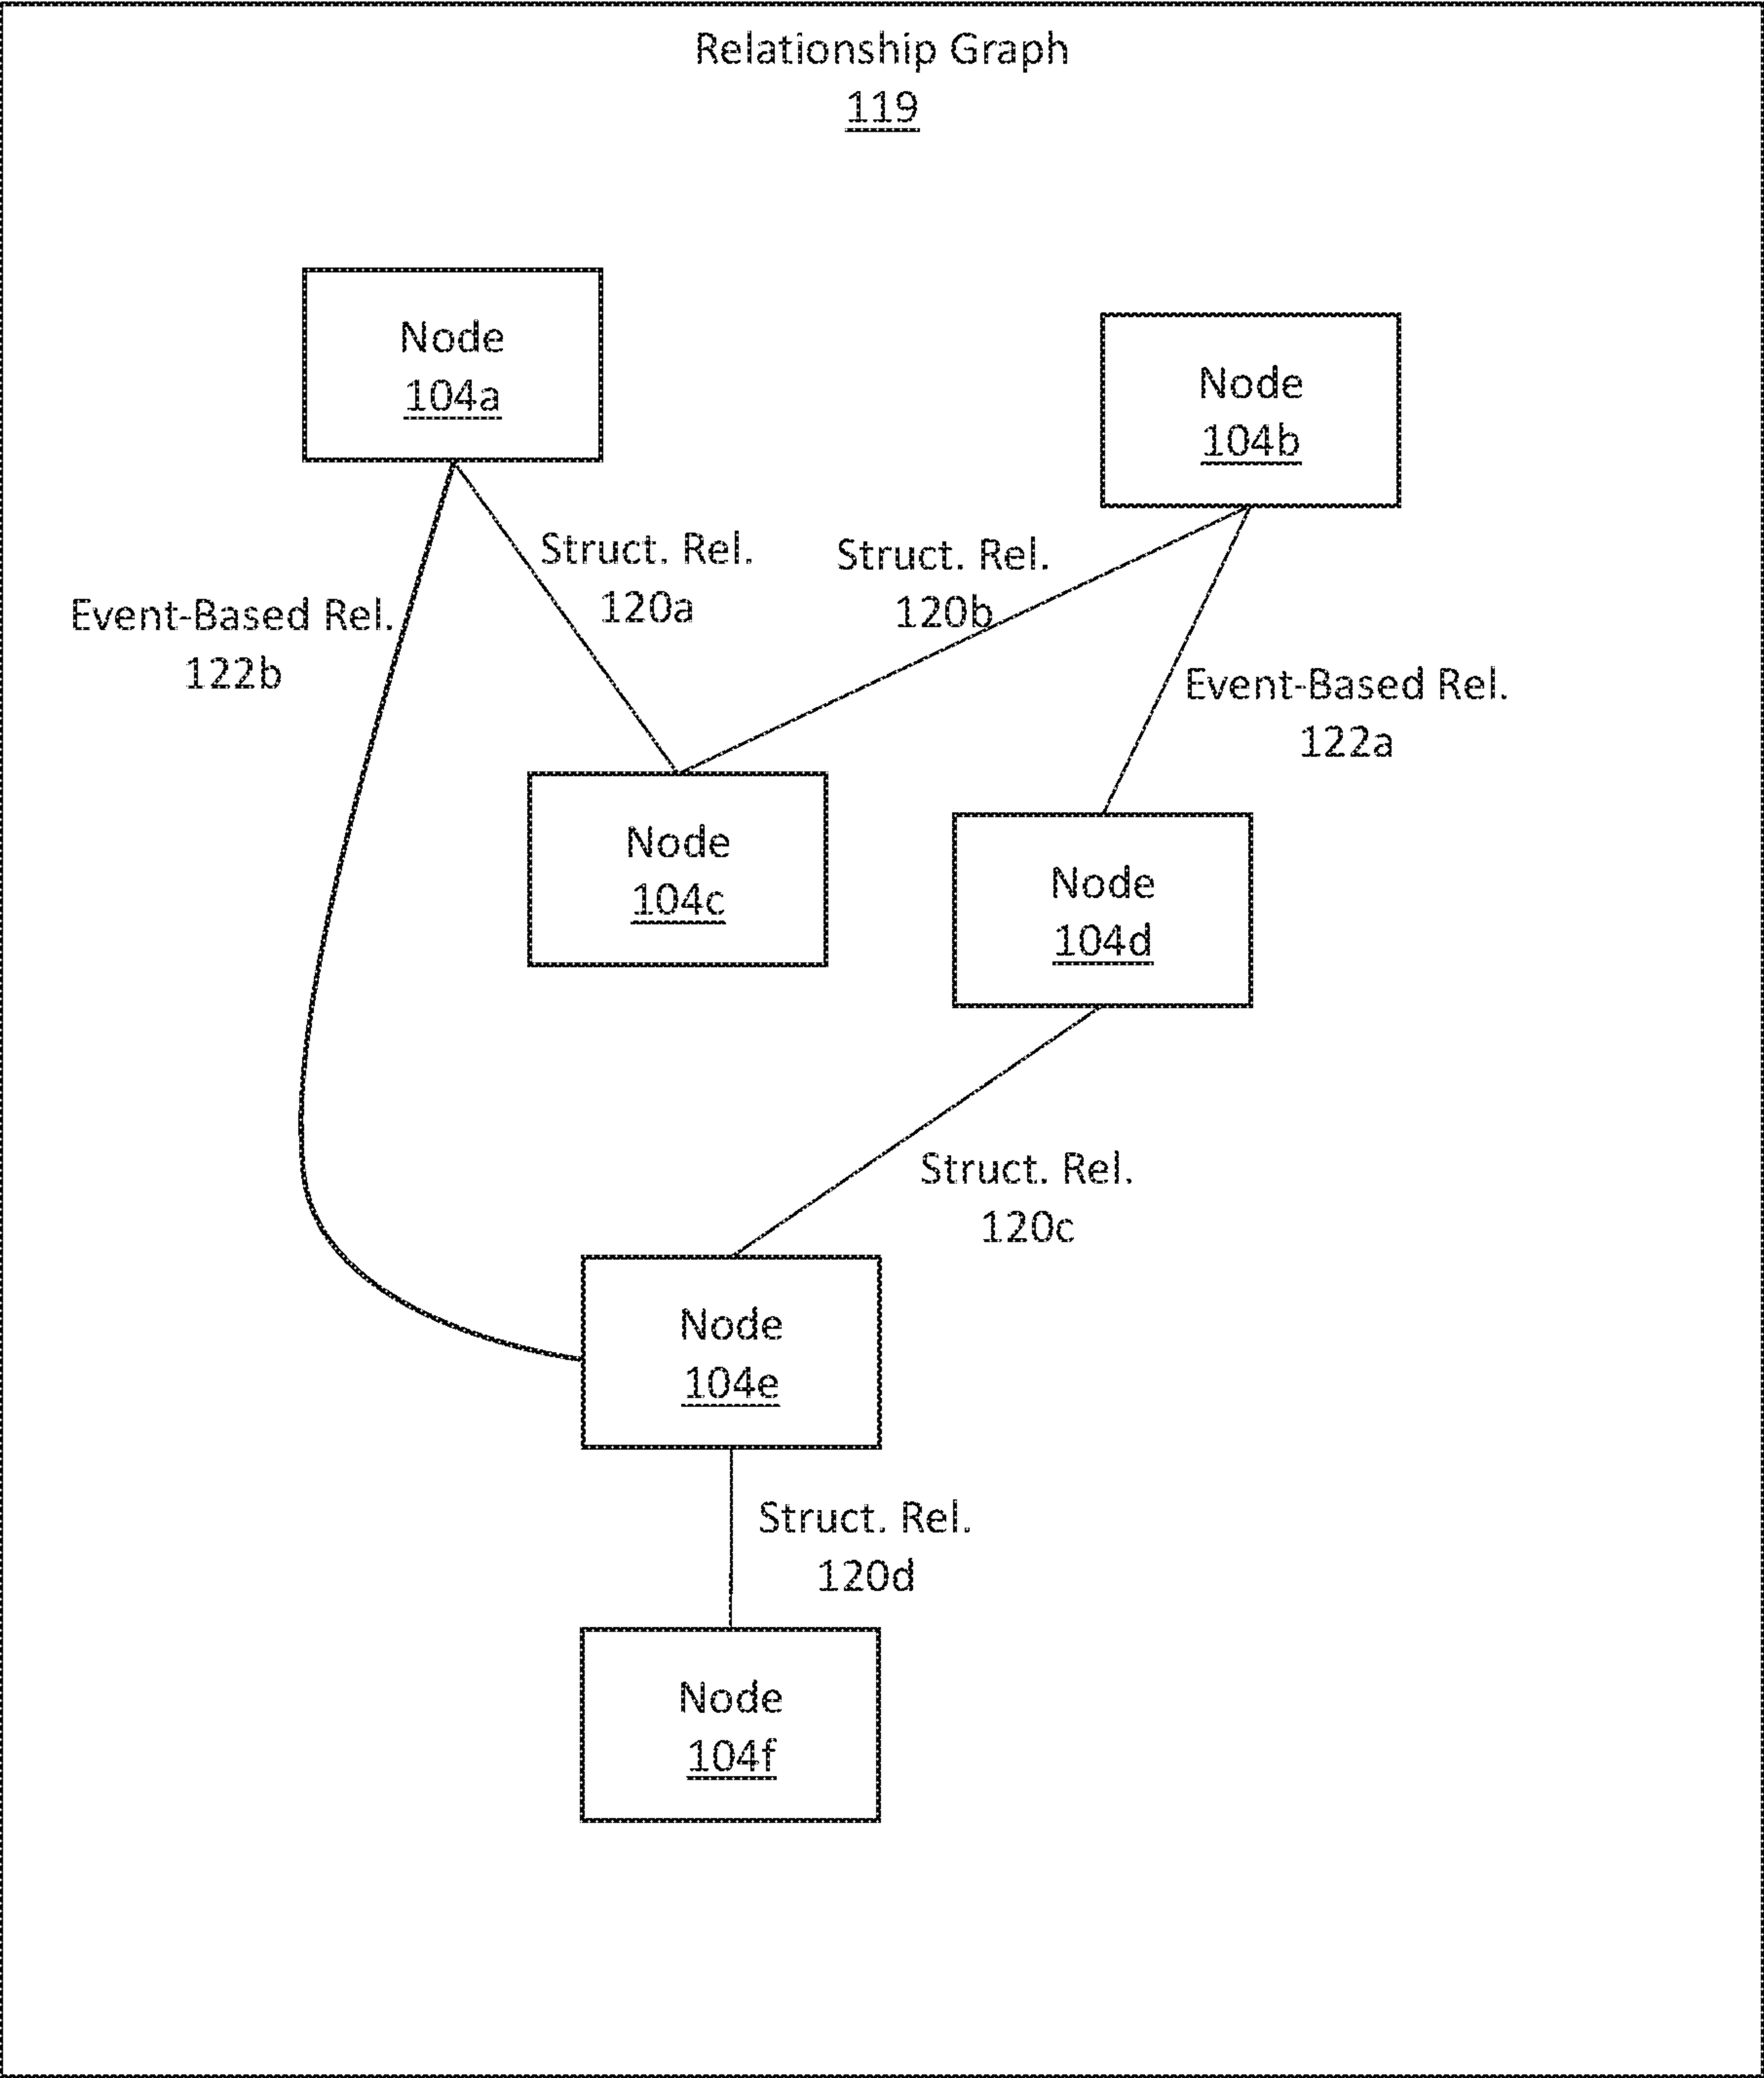 Relationship Graph
119
Node
104a
Node
104b
Struct. Rel.
120a
Struct. Rel.
120b
Event-Based Rel.
122b
Event-Based Rel.
122a
Node
104c
Node
104d
Struct. Rel.
120c
Node
104e
Struct. Rel.
120d
Node
104f